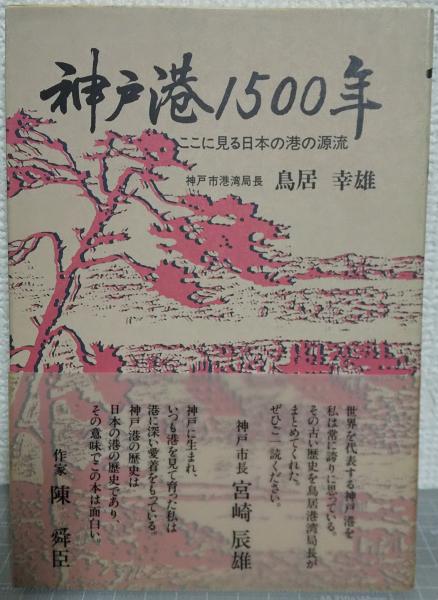 神戸港1500年
ここに見る日本の港の源流
神戸市港湾局長 鳥居 幸雄
世界を代表する神戸港を
私は常に誇りに思っている。
その古い歴史を鳥居港湾局長が
まとめてくれた。
ぜひご一読ください。
神戸市長 宮崎 辰雄
神戸に生まれ、
いつも港を見て育った私は
港に深い愛着をもっている。
神戸港の歴史は
日本の港の歴史であり、
その意味でこの本は面白い。
作家 陳 舜臣